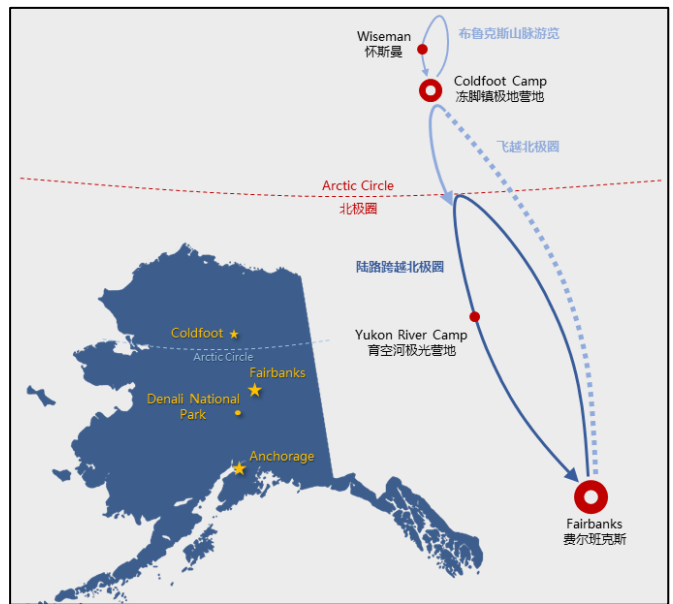 Wiseman
怀斯曼
布鲁克斯山脉游览
Coldfoot Camp
冻脚镇极地营地
飞越北极圈
Arctic Circle
北极圈
陆路跨越北极圈
Yukon River Camp
育空河极光营地
Coldfoot
Arctic Circle
Fairbanks
Denali National
Park
Anchorage
Fairbanks
费尔班克斯